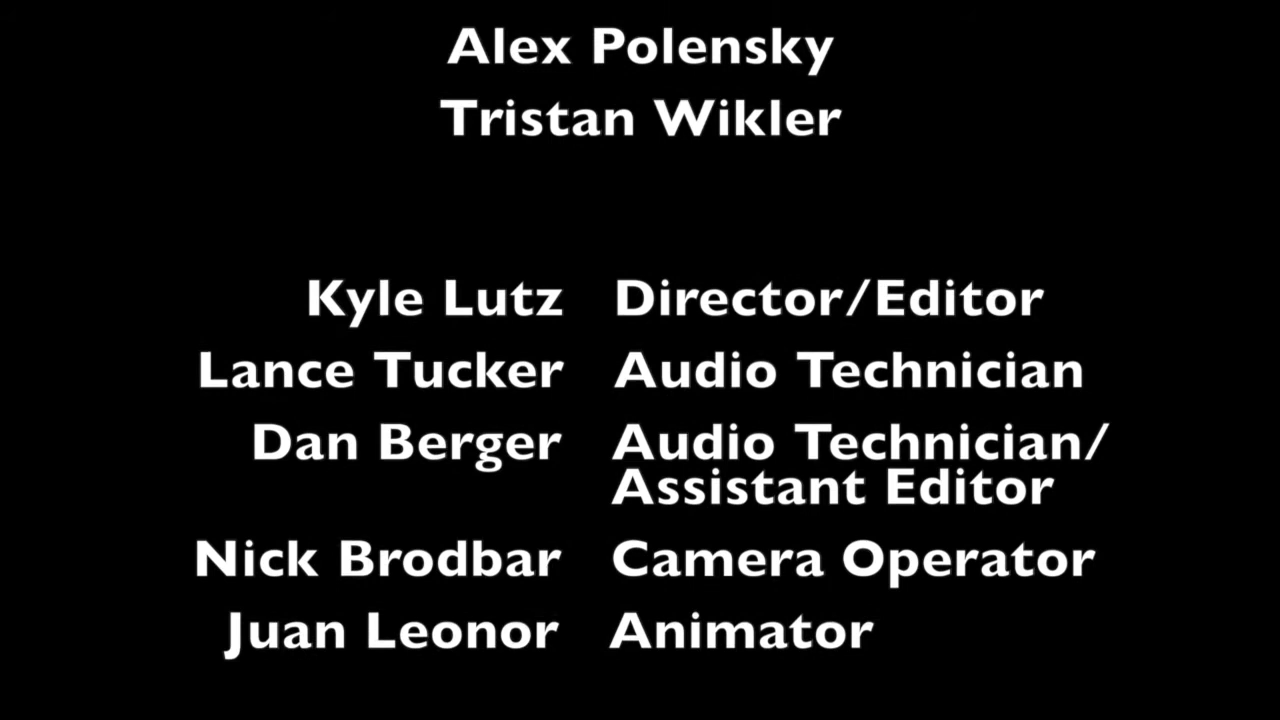 Alex Polensky
Tristan Wikler
Kyle Lutz Director/Editor
Lance Tucker Audio Technician
Dan Berger Audio Technician/
Assistant Editor
Nick Brodbar Camera Operator
Juan Leonor Animator